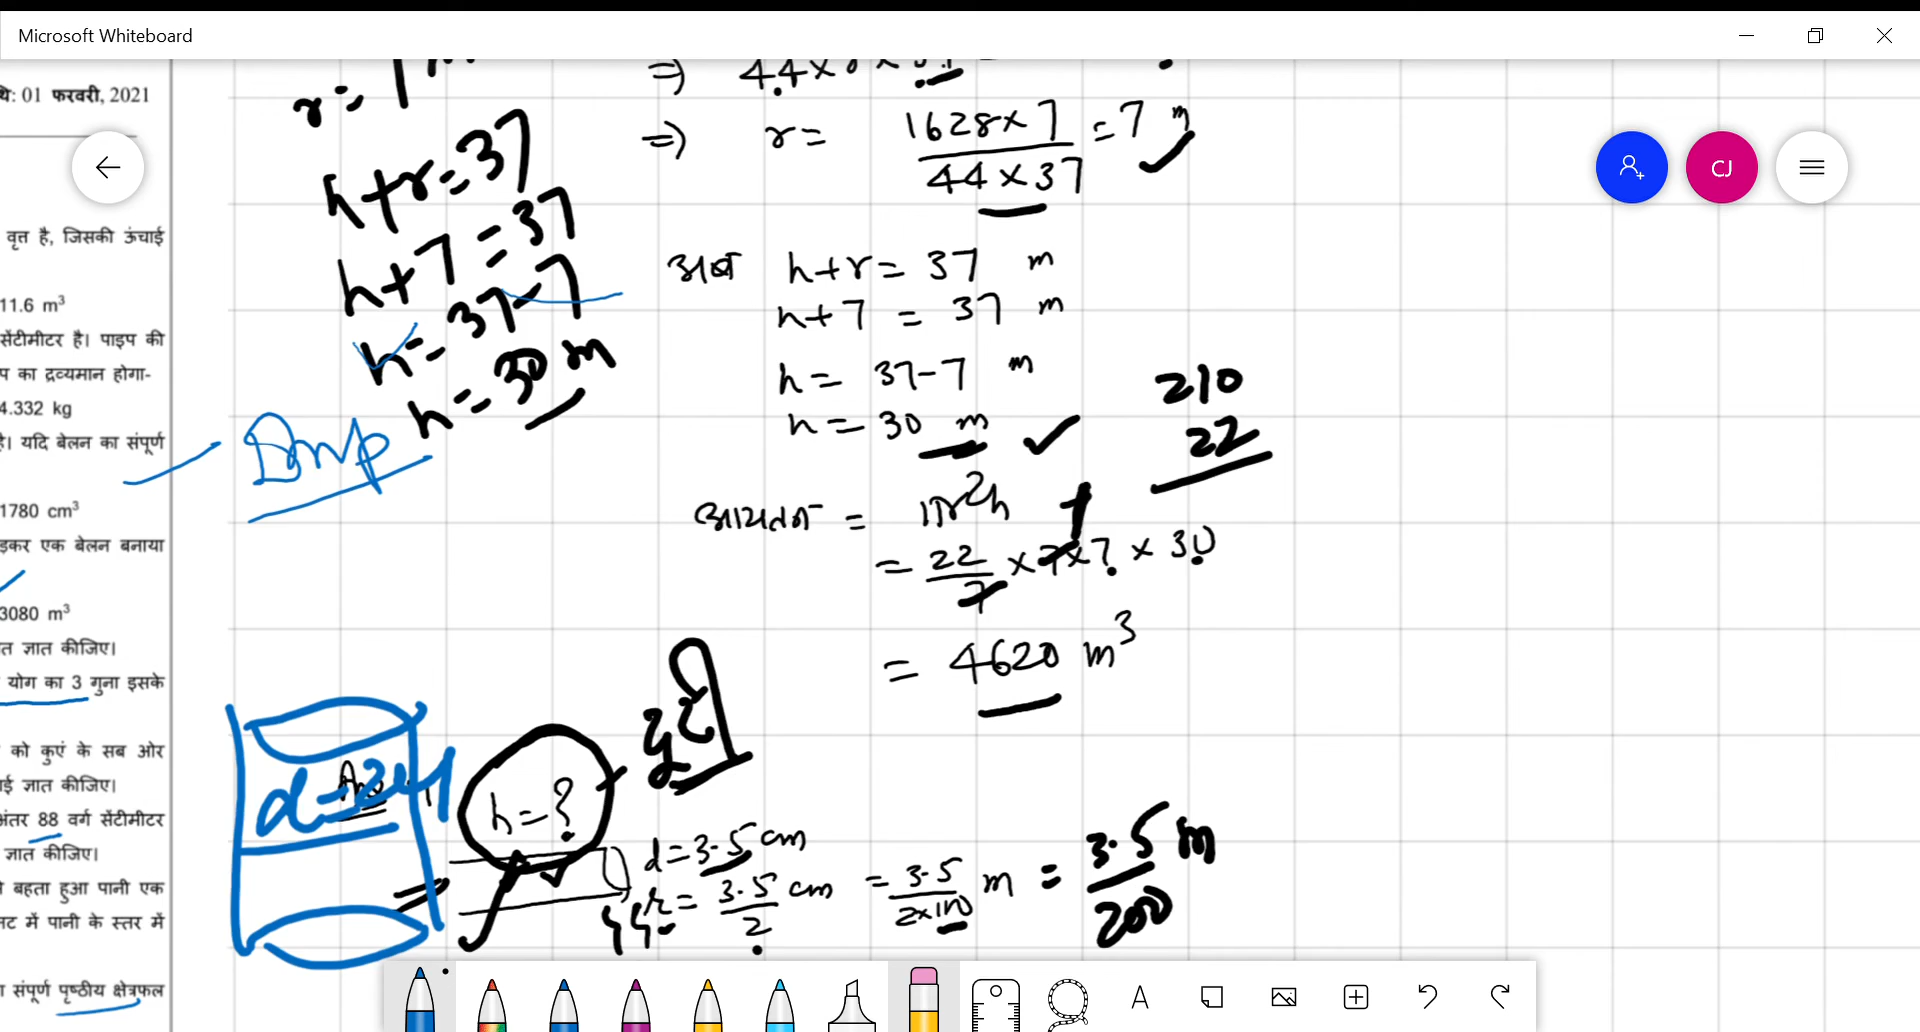 Microsoft Whiteboard
थि: 01 फरवरी, 2021
वृत्त है, जिसकी ऊंचाई
11.6 m³
सेंटीमीटर है। पाइप की
प का द्रव्यमान होगा-
4.332 kg
है। यदि बेलन का संपूर्ण
1780 cm³
ड़कर एक बेलन बनाया
3080 m³
त ज्ञात कीजिए।
योग का 3 गुना इसके
को कुएं के सब ओर
ई ज्ञात कीजिए।
अंतर 88 वर्ग सेंटीमीटर
ज्ञात कीजिए।
बहता हुआ पानी एक
में पानी के स्तर में
संपूर्ण पृष्ठीय क्षेत्रफल
h+r=37
h+7=37
h=37-7
h=30 m
Imp
⇒ r = 1628×7 / 44×37 = 7 m
h+r= 37 m
h+7 = 37 m
h= 37-7 m
h= 30 m
210
22
आयतन = πr²h
= 22/7 ×7×7 × 30
= 4620 m³
h=?
d=3.5 cm
r= 3.5/2 cm = 3.5/2×100 m = 3.5/200 m
CJ